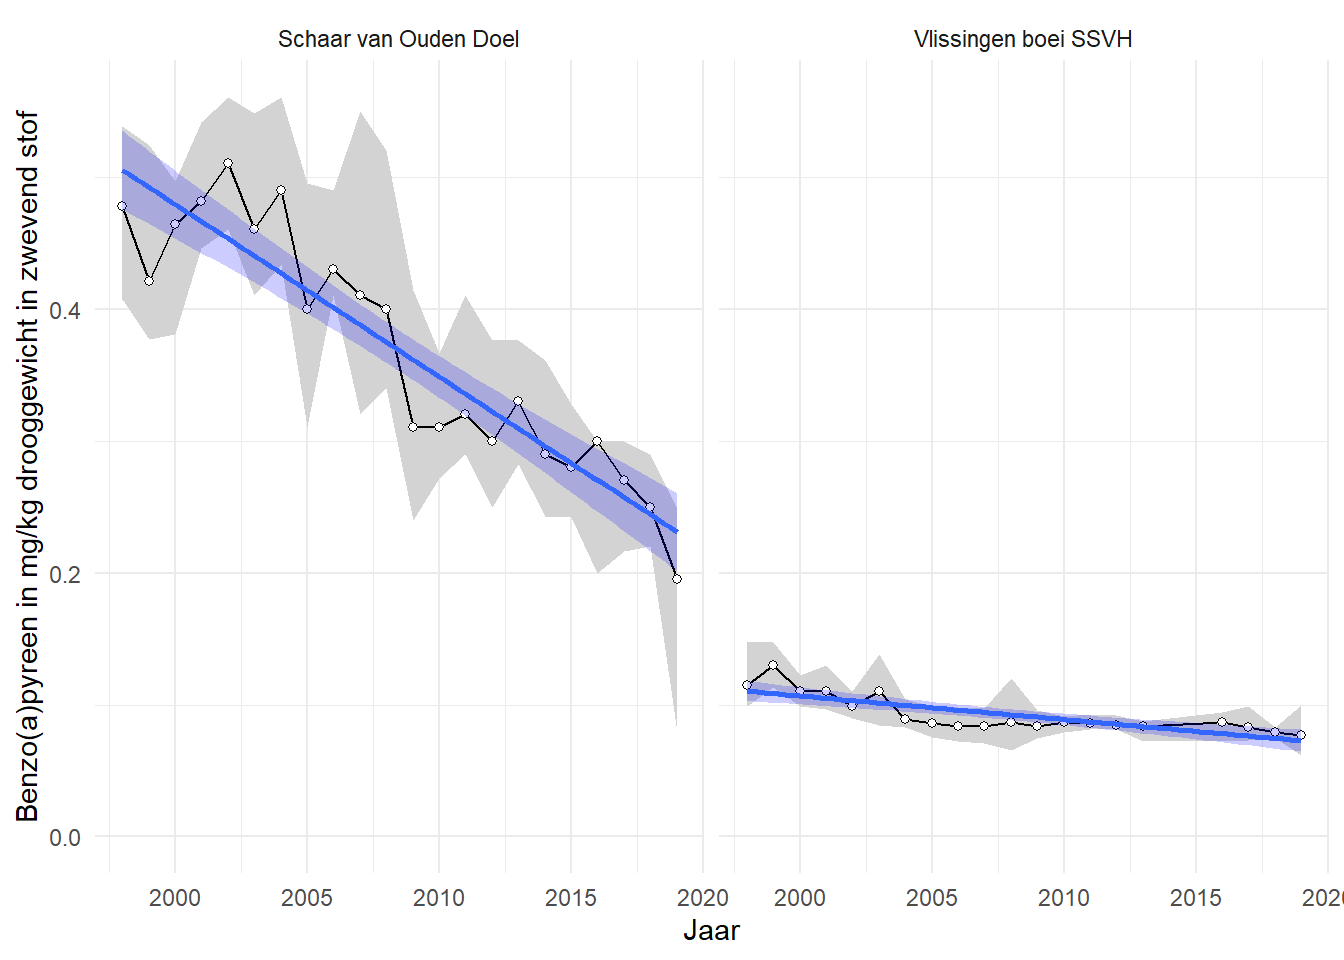 Schaar van Ouden Doel
Vlissingen boei SSVH
Benzo(a)pyreen in mg/kg drooggewicht in zwevend stof
0.4
0.2
0.0
2000 2005 2010 2015 2020
2000 2005 2010 2015 2020
Jaar